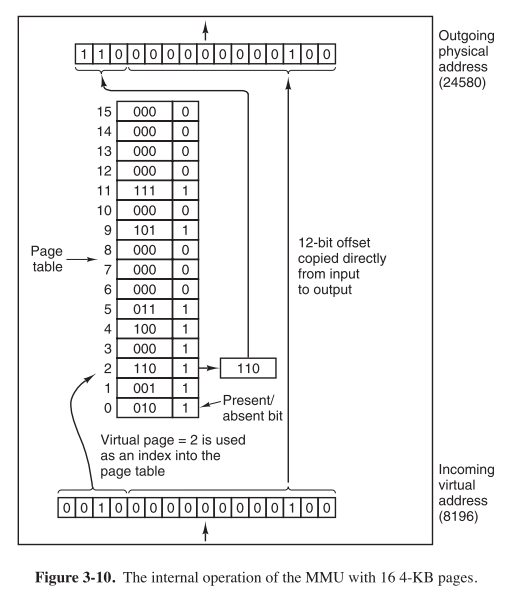 1 1 0 0 0 0 0 0 0 0 0 0 1 0 0
Outgoing
physical
address
(24580)
15 000 0
14 000 0
13 000 0
12 000 0
11 111 1
10 000 0
9 101 1
8 000 0
7 000 0
6 000 0
5 011 1
4 100 1
3 000 1
2 110 1
1 001 1
0 010 1
Page
table
110
Present/
absent bit
12-bit offset
copied directly
from input
to output
Virtual page = 2 is used
as an index into the
page table
0 0 1 0 0 0 0 0 0 0 0 0 0 1 0 0
Incoming
virtual
address
(8196)
Figure 3-10. The internal operation of the MMU with 16 4-KB pages.